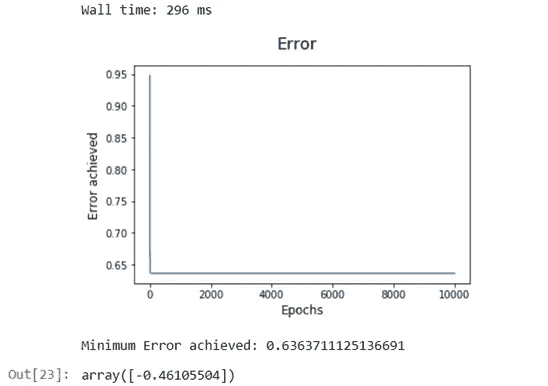 Wall time: 296 ms
Error
0.95
0.90
0.85
0.80
0.75
0.70
0.65
Error achieved
0 2000 4000 6000 8000 10000
Epochs
Minimum Error achieved: 0.6363711125136691
Out[23]: array([-0.46105504])